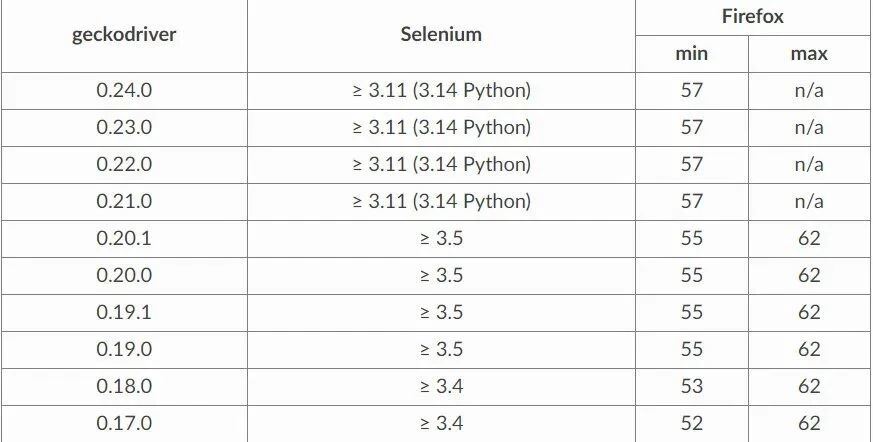 geckodriver Selenium Firefox
min max
0.24.0 ≥ 3.11 (3.14 Python) 57 n/a
0.23.0 ≥ 3.11 (3.14 Python) 57 n/a
0.22.0 ≥ 3.11 (3.14 Python) 57 n/a
0.21.0 ≥ 3.11 (3.14 Python) 57 n/a
0.20.1 ≥ 3.5 55 62
0.20.0 ≥ 3.5 55 62
0.19.1 ≥ 3.5 55 62
0.19.0 ≥ 3.5 55 62
0.18.0 ≥ 3.4 53 62
0.17.0 ≥ 3.4 52 62